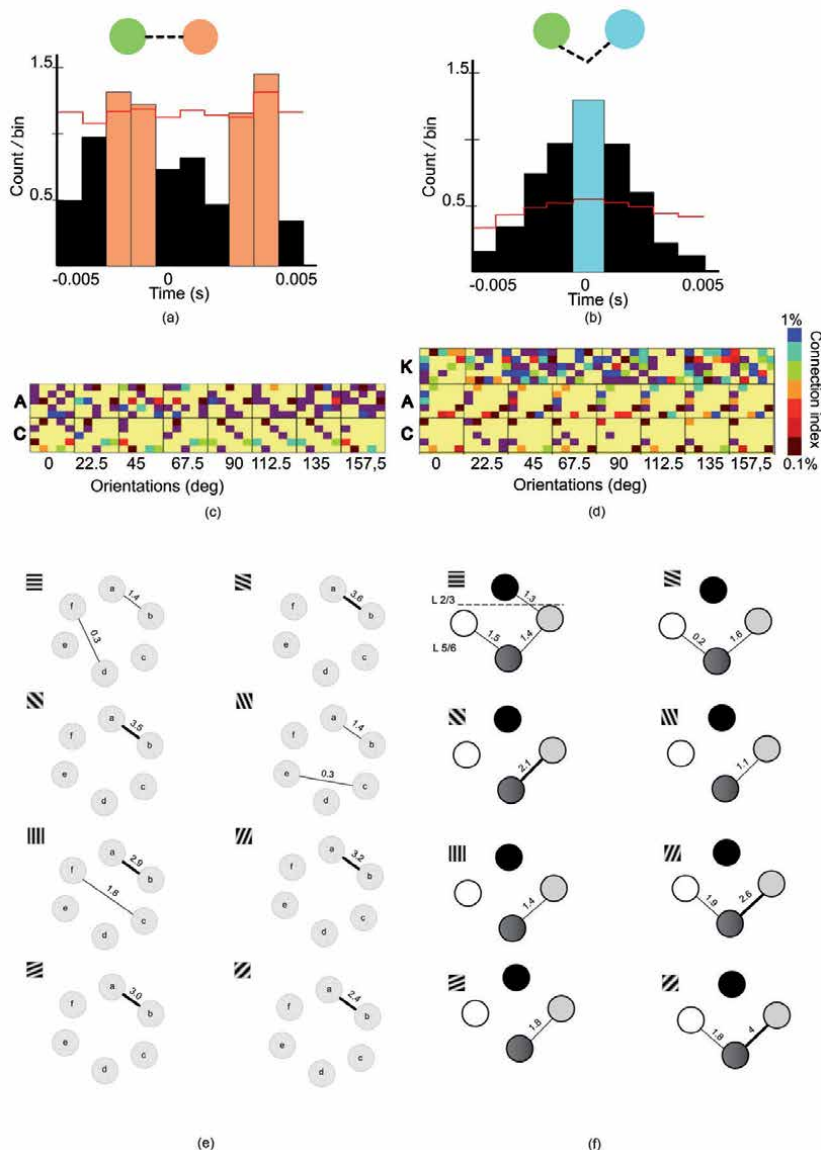 1.5
Count / bin
0.5
-0.005 0 0.005
Time (s)
(a)
1.5
Count / bin
0.5
-0.005 0 0.005
Time (s)
(b)
A
C
0 22.5 45 67.5 90 112.5 135 157,5
Orientations (deg)
(c)
K
A
C
0 22.5 45 67.5 90 112.5 135 157,5
Orientations (deg)
(d)
1%
Connection index
0.1%
a 1.4 b c d e f 0.3
a 3.6 b c d e f
a 3.5 b c d e f
a 1.4 b c d e f 0.3
a 2.9 b c d e f 1.8
a 3.2 b c d e f
a 3.0 b c d e f
a 2.4 b c d e f
(e)
L 2/3
L 5/6
1.3
1.5 1.4
0.2 1.6
2.1
1.1
1.4
1.9 2.6
1.8
1.8 4
(f)